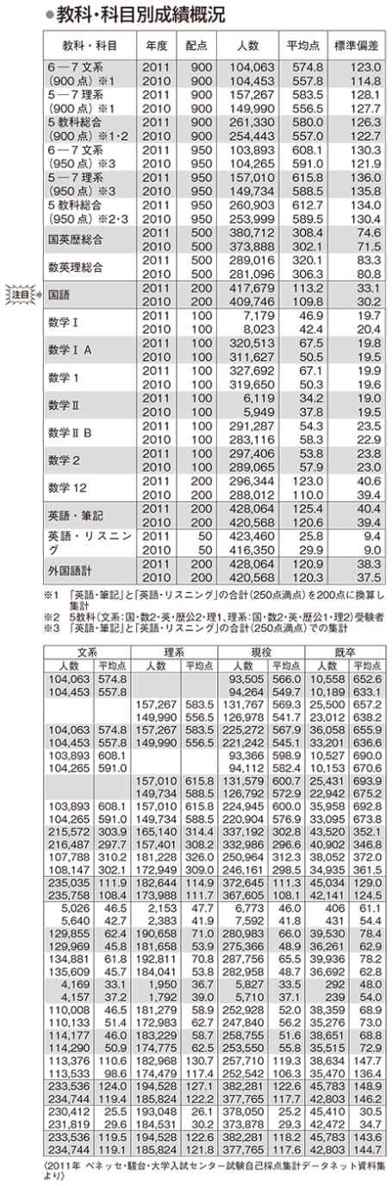 ●教科・科目別成績概況
教科・科目 年度 配点 人数 平均点 標準偏差
6－7文系 2011 900 104,063 574.8 123.0
(900点) ※1 2010 900 104,453 557.8 114.8
5－7理系 2011 900 157,267 583.5 128.1
(900点) ※1 2010 900 149,990 556.5 127.7
5教科総合 2011 900 261,330 580.0 126.3
(900点) ※1・2 2010 900 254,443 557.0 122.7
6－7文系 2011 950 103,893 608.1 130.3
(950点) ※3 2010 950 104,265 591.0 121.9
5－7理系 2011 950 157,010 615.8 136.0
(950点) ※3 2010 950 149,734 588.5 135.8
5教科総合 2011 950 260,903 612.7 134.0
(950点) ※2・3 2010 950 253,999 589.5 130.4
国英歴総合 2011 500 380,712 308.4 74.6
2010 500 373,888 302.1 71.5
数英理総合 2011 500 289,016 320.1 83.3
2010 500 281,096 306.3 80.8
注目 国語 2011 200 417,679 113.2 33.1
2010 200 409,746 109.8 30.2
数学Ⅰ 2011 100 7,179 46.9 19.7
2010 100 8,023 42.4 20.4
数学ⅠA 2011 100 320,513 67.5 19.8
2010 100 311,627 50.5 19.5
数学1 2011 100 327,692 67.1 19.9
2010 100 319,650 50.3 19.6
数学Ⅱ 2011 100 6,119 34.2 19.0
2010 100 5,949 37.8 19.5
数学ⅡB 2011 100 291,287 54.3 23.5
2010 100 283,116 58.3 22.9
数学2 2011 100 297,406 53.8 23.8
2010 100 289,065 57.9 23.0
数学12 2011 200 296,344 123.0 40.6
2010 200 288,012 110.0 39.4
英語・筆記 2011 200 428,064 125.4 40.4
2010 200 420,568 120.6 39.4
英語・リスニン 2011 50 423,460 25.8 9.4
グ 2010 50 416,350 29.9 9.0
外国語計 2011 200 428,064 120.9 38.3
2010 200 420,568 120.3 37.5
※1 「英語・筆記」と「英語・リスニング」の合計(250点満点)を200点に換算し
集計
※2 5教科(文系：国・数2・英・歴公2・理1、理系：国・数2・英・歴公1・理2)受験者
※3 「英語・筆記」と「英語・リスニング」の合計(250点満点)での集計
文系 理系 現役 既卒
人数 平均点 人数 平均点 人数 平均点 人数 平均点
104,063 574.8 93,505 566.0 10,558 652.6
104,453 557.8 94,264 549.7 10,189 633.1
157,267 583.5 131,767 569.3 25,500 657.2
149,990 556.5 126,978 541.7 23,012 638.2
104,063 574.8 157,267 583.5 225,272 567.9 36,058 655.9
104,453 557.8 149,990 556.5 221,242 545.1 33,201 636.6
103,893 608.1 93,366 598.9 10,527 690.0
104,265 591.0 94,112 582.4 10,153 670.6
157,010 615.8 131,579 600.7 25,431 693.9
149,734 588.5 126,792 572.9 22,942 675.2
103,893 608.1 157,010 615.8 224,945 600.0 35,958 692.8
104,265 591.0 149,734 588.5 220,904 576.9 33,095 673.8
215,572 303.9 165,140 314.4 337,192 302.8 43,520 352.1
216,487 297.7 157,401 308.2 332,986 296.6 40,902 346.8
107,788 310.2 181,228 326.0 250,964 312.3 38,052 372.0
108,147 302.1 172,949 309.0 246,161 298.5 34,935 361.5
235,035 111.9 182,644 114.9 372,645 111.3 45,034 129.0
235,758 108.4 173,988 111.7 367,605 108.1 42,141 124.5
5,026 46.5 2,153 47.7 6,773 46.0 406 61.1
5,640 42.7 2,383 41.9 7,592 41.8 431 54.4
129,855 62.4 190,658 71.0 280,983 66.0 39,530 78.4
129,969 45.8 181,658 53.9 275,366 48.9 36,261 62.9
134,881 61.8 192,811 70.8 287,756 65.5 39,936 78.2
135,609 45.7 184,041 53.8 282,958 48.7 36,692 62.8
4,169 33.1 1,950 36.7 5,827 33.5 292 48.0
4,157 37.2 1,792 39.0 5,710 37.1 239 54.0
110,008 46.5 181,279 58.9 252,928 52.0 38,359 68.9
110,133 51.4 172,983 62.7 247,840 56.2 35,276 73.0
114,177 46.0 183,229 58.7 258,755 51.6 38,651 68.8
114,290 50.9 174,775 62.5 253,550 55.8 35,515 72.9
113,376 110.6 182,968 130.7 257,710 119.3 38,634 147.7
113,533 98.6 174,479 117.4 252,542 106.3 35,470 136.4
233,536 124.0 194,528 127.1 382,281 122.6 45,783 148.9
234,744 119.4 185,824 122.2 377,765 117.7 42,803 146.2
230,412 25.5 193,048 26.1 378,050 25.2 45,410 30.5
231,819 29.6 184,531 30.2 373,878 29.3 42,472 34.7
233,536 119.5 194,528 122.6 382,281 118.2 45,783 143.6
234,744 119.1 185,824 121.8 377,765 117.6 42,803 144.7
(2011年 ベネッセ・駿台・大学入試センター試験自己採点集計データネット資料集
より)